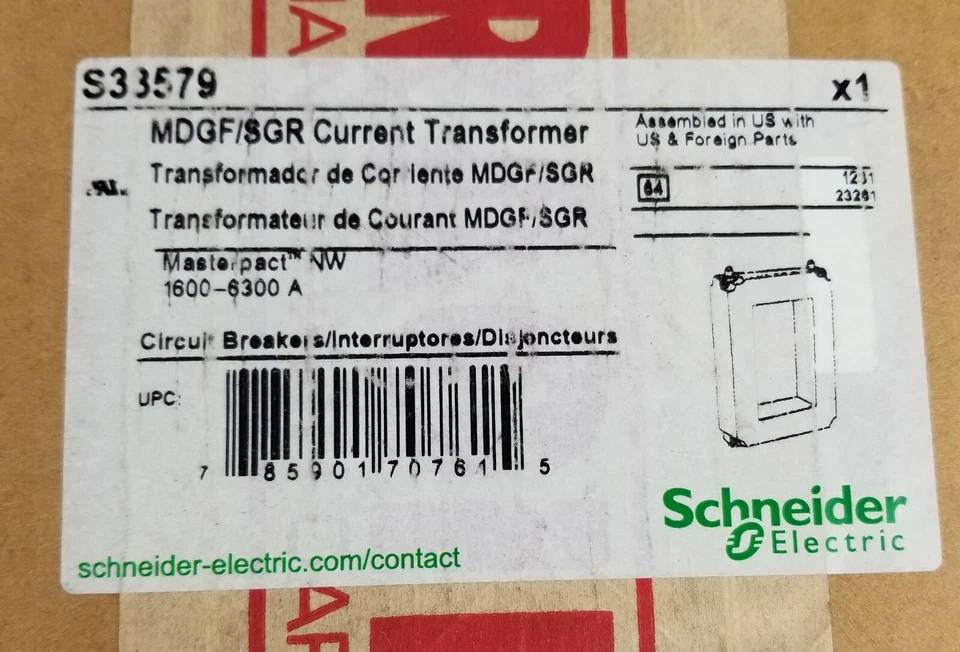 S33579
x1
MDGF/SGR Current Transformer
Transformador de Corriente MDGF/SGR
Transformateur de Courant MDGF/SGR
Assembled in US with
US & Foreign Parts
64
23261
Masterpact™ NW
1600-6300 A
Circuit Breakers/Interruptores/Disjoncteurs
UPC:
7 85901 70761 5
Schneider
Electric
schneider-electric.com/contact